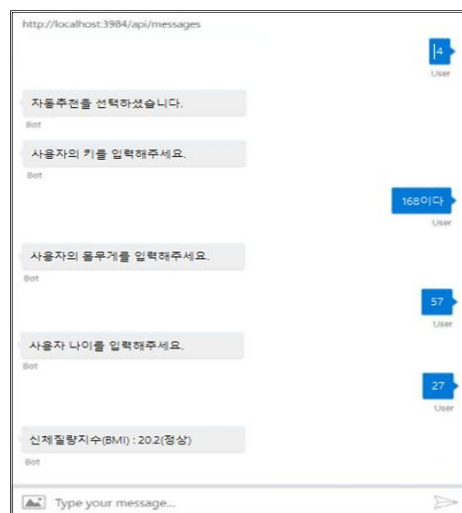 http://localhost:3984/api/messages
4
User
자동추천을 선택하셨습니다.
Bot
사용자의 키를 입력해주세요.
Bot
168이다
User
사용자의 몸무게를 입력해주세요.
Bot
57
User
사용자 나이를 입력해주세요.
Bot
27
User
신체질량지수(BMI) : 20.2(정상)
Bot
Type your message...